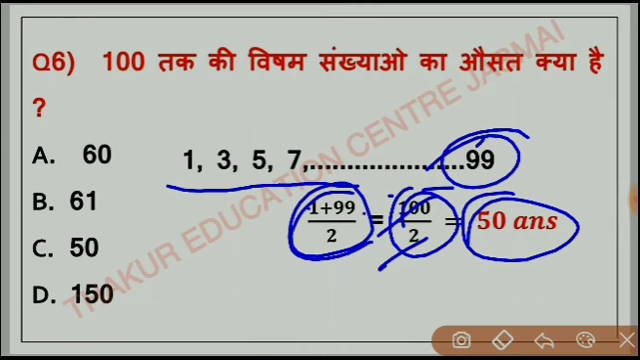 Q6) 100 तक की विषम संख्याओ का औसत क्या है
?
A. 60
1, 3, 5, 7,........................99
B. 61
1+99/2 = 100/2 = 50 ans
C. 50
D. 150
THAKUR EDUCATION CENTRE JARMAI